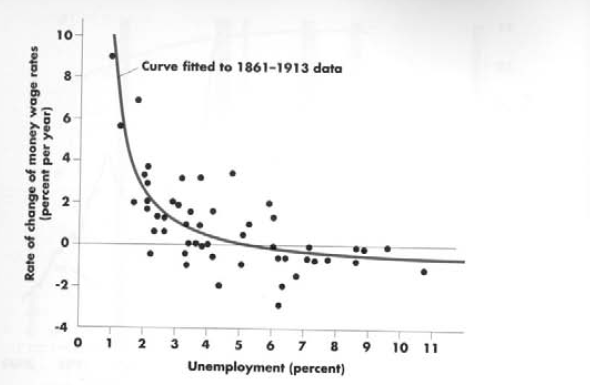 Rate of change of money wage rates
(percent per year)
10
8
6
4
2
0
-2
-4
Curve fitted to 1861–1913 data
0 1 2 3 4 5 6 7 8 9 10 11
Unemployment (percent)